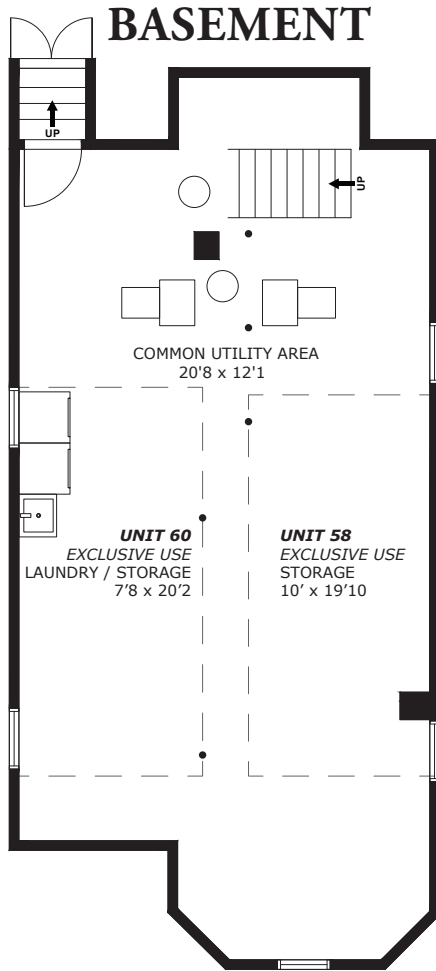 BASEMENT
UP
UP
COMMON UTILITY AREA
20'8 x 12'1
UNIT 60
EXCLUSIVE USE
LAUNDRY / STORAGE
7’8 x 20’2
UNIT 58
EXCLUSIVE USE
STORAGE
10’ x 19’10